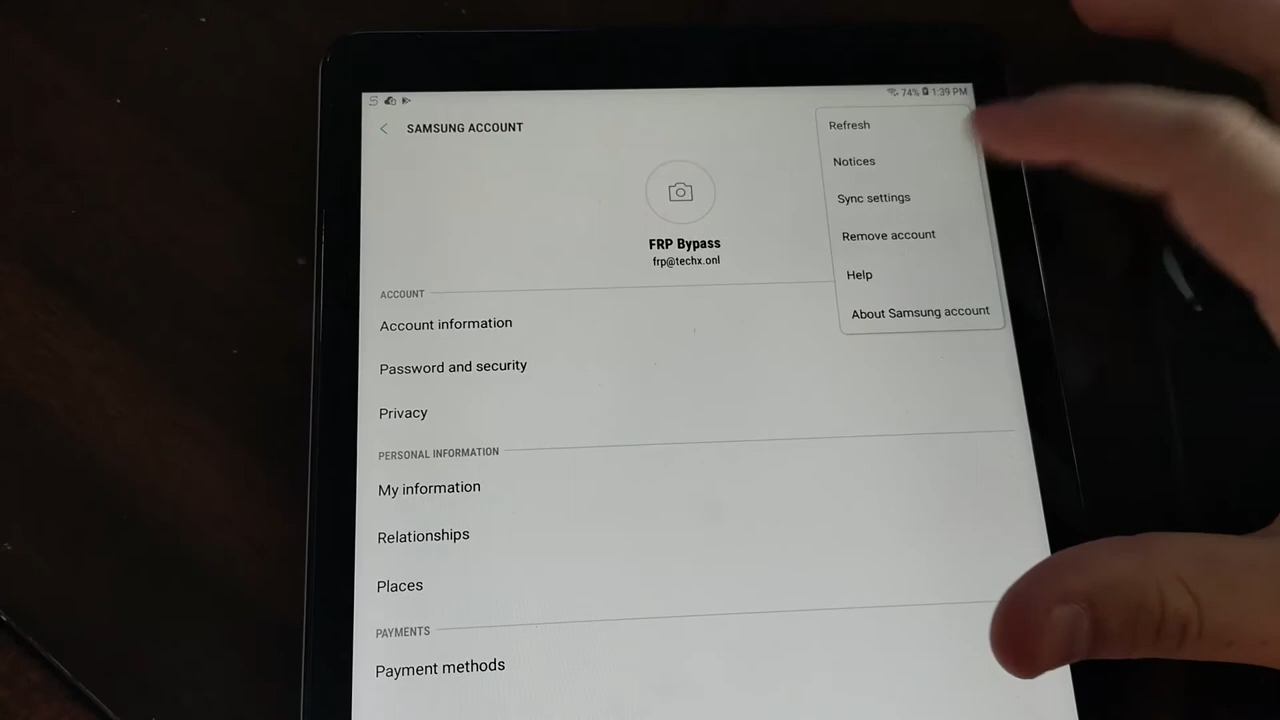 74% 1:39 PM
SAMSUNG ACCOUNT
Refresh
Notices
Sync settings
Remove account
Help
About Samsung account
FRP Bypass
frp@techx.onl
ACCOUNT
Account information
Password and security
Privacy
PERSONAL INFORMATION
My information
Relationships
Places
PAYMENTS
Payment methods